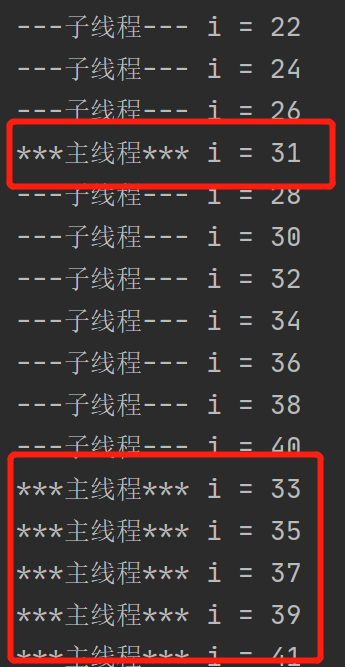 ---子线程--- i = 22
---子线程--- i = 24
---子线程--- i = 26
***主线程*** i = 31
---子线程--- i = 28
---子线程--- i = 30
---子线程--- i = 32
---子线程--- i = 34
---子线程--- i = 36
---子线程--- i = 38
---子线程--- i = 40
***主线程*** i = 33
***主线程*** i = 35
***主线程*** i = 37
***主线程*** i = 39
***主线程*** i = 41